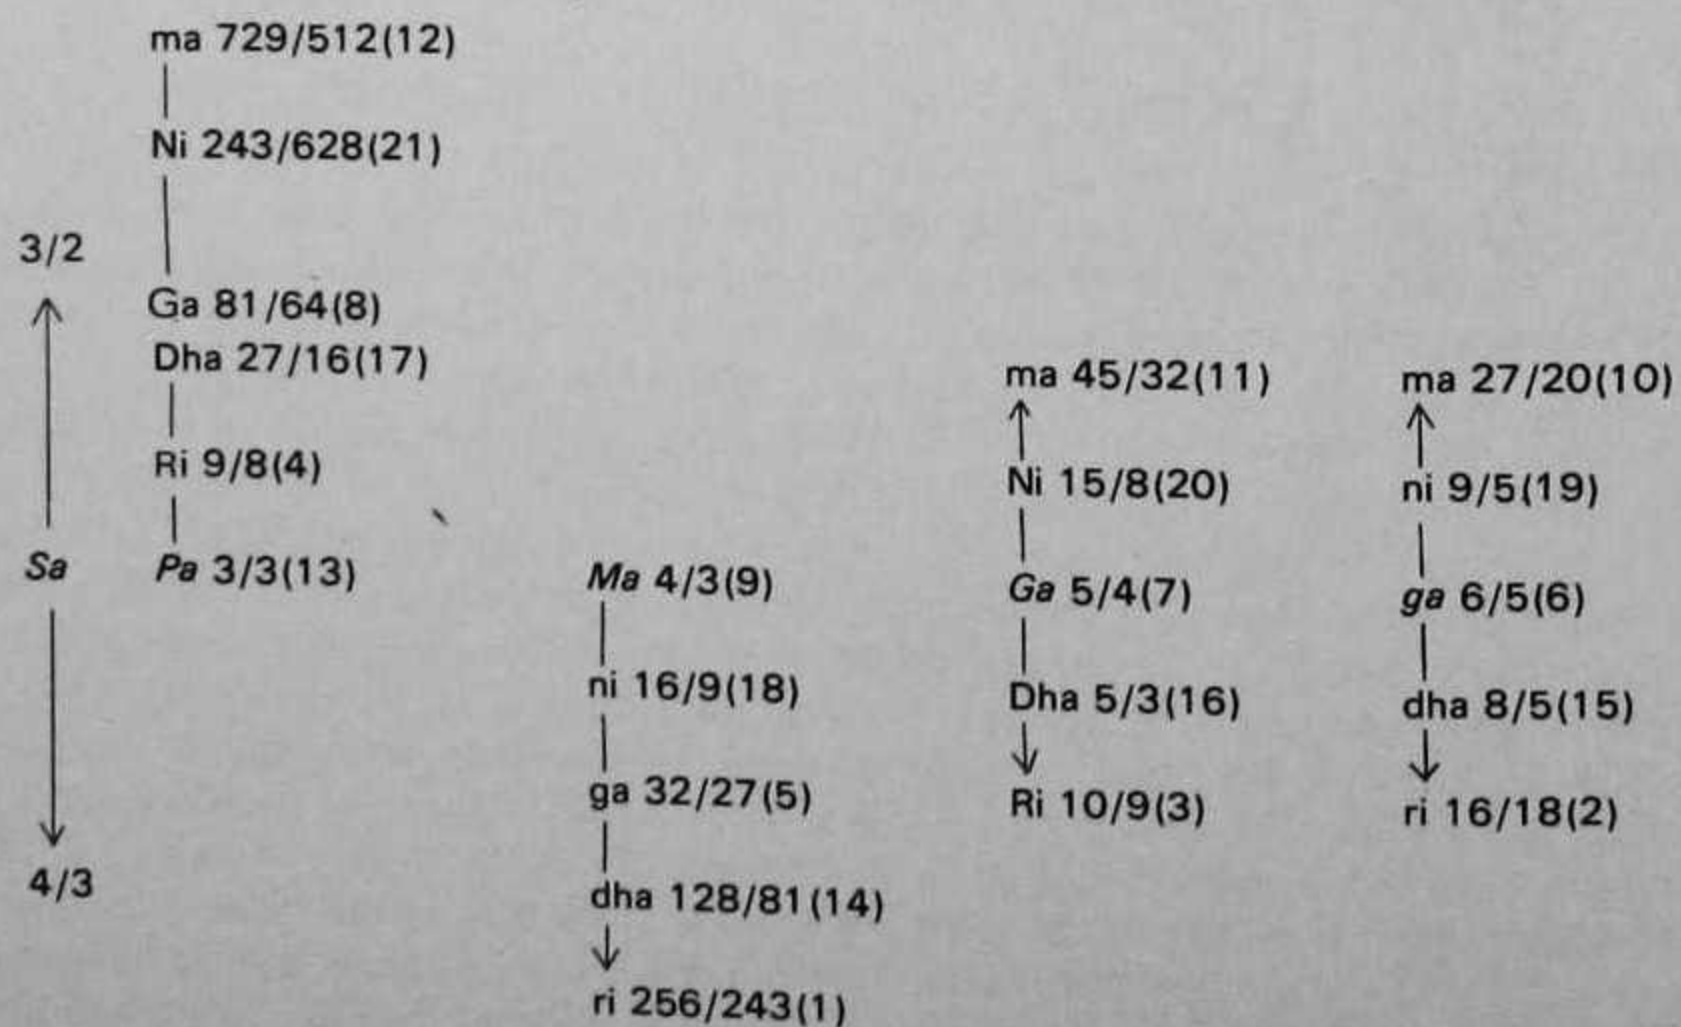 ma 729/512(12)
Ni 243/628(21)
3/2
Ga 81/64(8)
Dha 27/16(17)
Ri 9/8(4)
Sa
Pa 3/3(13)
4/3
Ma 4/3(9)
ni 16/9(18)
ga 32/27(5)
dha 128/81(14)
ri 256/243(1)
ma 45/32(11)
Ni 15/8(20)
Ga 5/4(7)
Dha 5/3(16)
Ri 10/9(3)
ma 27/20(10)
ni 9/5(19)
ga 6/5(6)
dha 8/5(15)
ri 16/18(2)